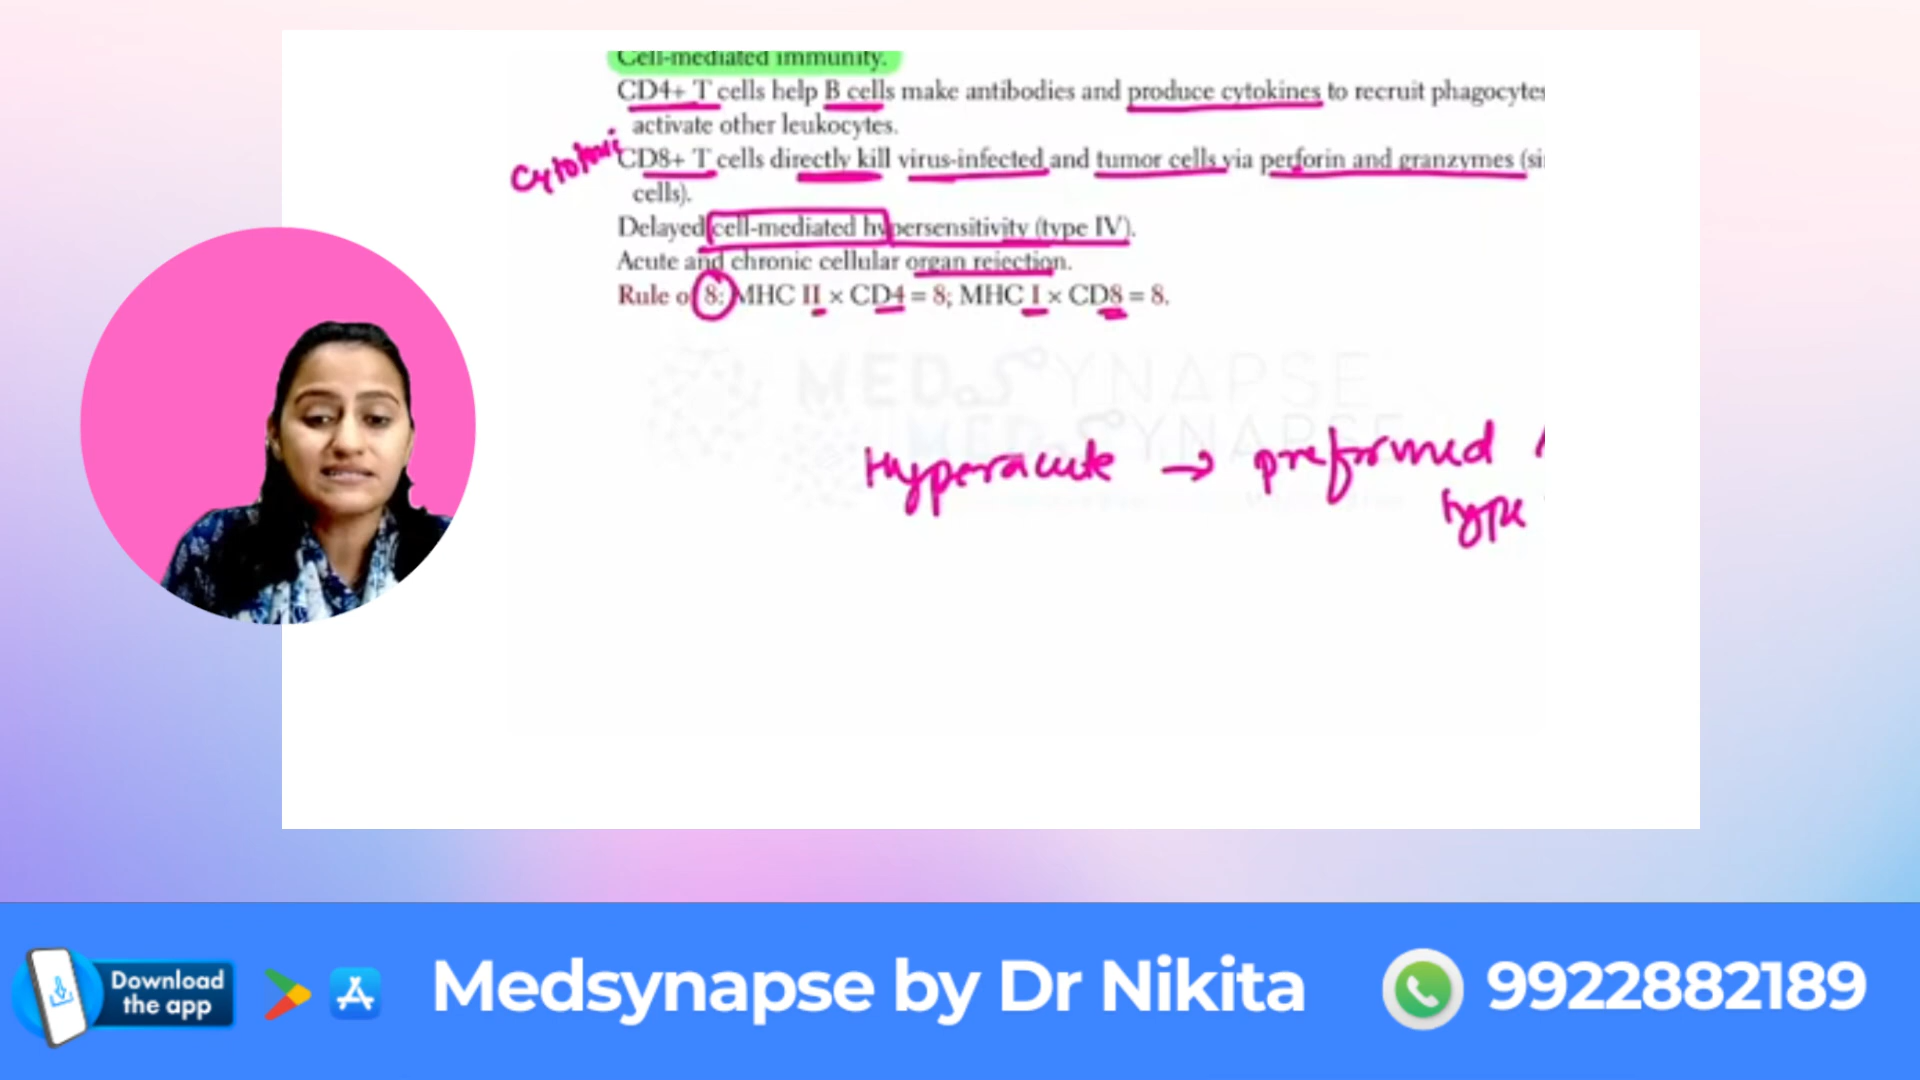 Cell-mediated immunity.
CD4+ T cells help B cells make antibodies and produce cytokines to recruit phagocytes
activate other leukocytes.
Cytotoxic
CD8+ T cells directly kill virus-infected and tumor cells via perforin and granzymes (si
cells).
Delayed cell-mediated hypersensitivity (type IV).
Acute and chronic cellular organ rejection.
Rule o 8: MHC II × CD4 = 8; MHC I × CD8 = 8.
MEDSYNAPSE
MEDSYNAPSE
Hyperacute → preformed
type
Download
the app
Medsynapse by Dr Nikita
9922882189